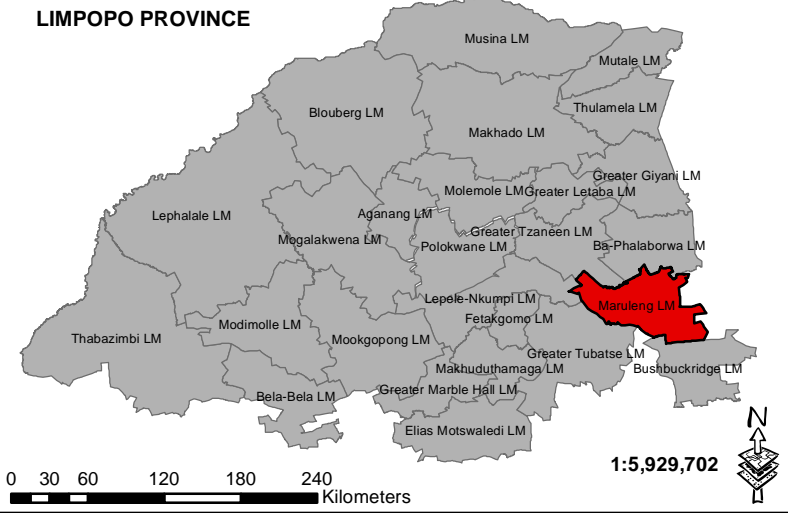 LIMPOPO PROVINCE
Musina LM
Mutale LM
Blouberg LM
Thulamela LM
Makhado LM
Greater Giyani LM
Molemole LM
Greater Letaba LM
Lephalale LM
Aganang LM
Mogalakwena LM
Greater Tzaneen LM
Polokwane LM
Ba-Phalaborwa LM
Lepele-Nkumpi LM
Maruleng LM
Fetakgomo LM
Modimolle LM
Thabazimbi LM
Mookgopong LM
Greater Tubatse LM
Makhuduthamaga LM
Bushbuckridge LM
Greater Marble Hall LM
Bela-Bela LM
Elias Motswaledi LM
N
1:5,929,702
0 30 60 120 180 240
Kilometers